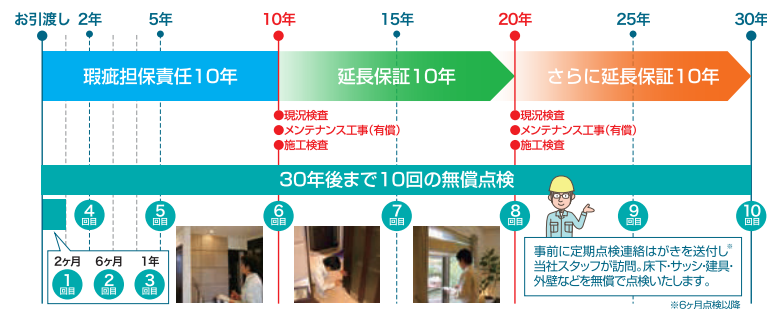 お引渡し 2年 5年 10年 15年 20年 25年 30年
瑕疵担保責任10年 延長保証10年 さらに延長保証10年
現況検査
メンテナンス工事(有償)
施工検査
現況検査
メンテナンス工事(有償)
施工検査
30年後まで10回の無償点検
4回目 5回目 6回目 7回目 8回目 9回目 10回目
2ヶ月 6ヶ月 1年
1回目 2回目 3回目
事前に定期点検連絡はがきを送付し※
当社スタッフが訪問。床下・サッシ・建具・
外壁などを無償で点検いたします。
※6ヶ月点検以降